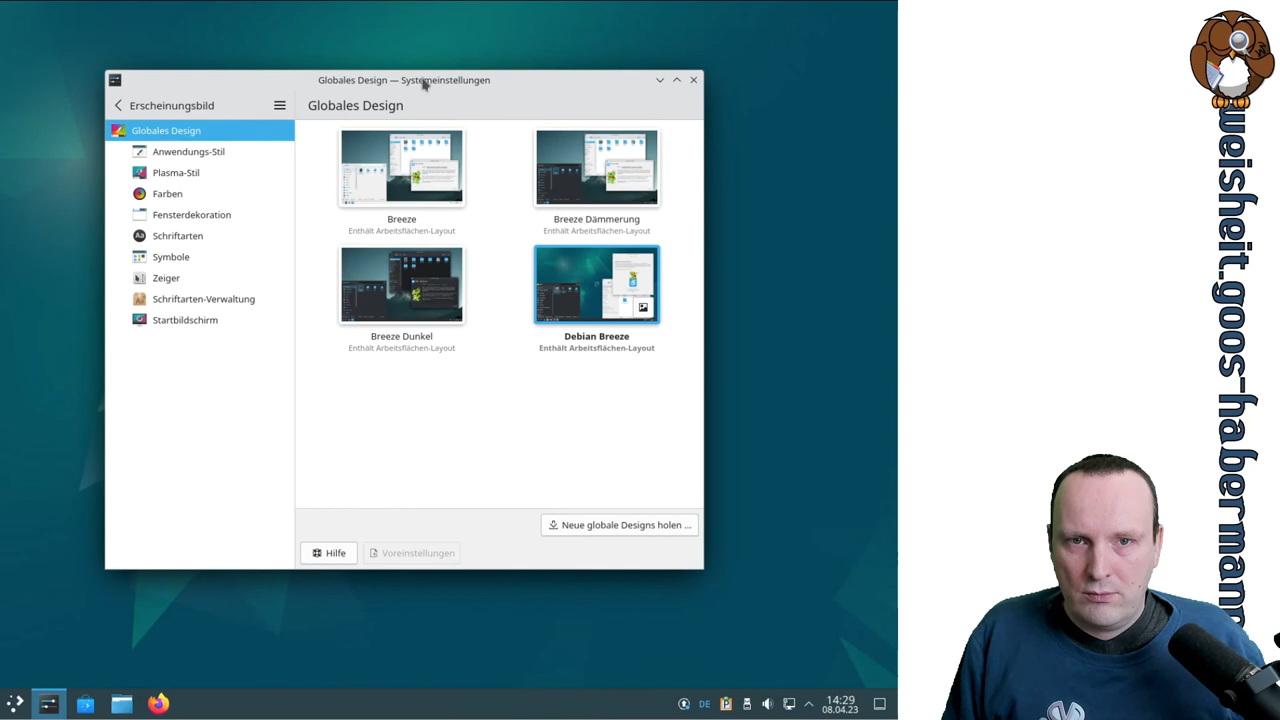 Globales Design — Systemeinstellungen
Erscheinungsbild
Globales Design
Globales Design
Anwendungs-Stil
Plasma-Stil
Farben
Fensterdekoration
Schriftarten
Symbole
Zeiger
Schriftarten-Verwaltung
Startbildschirm
Breeze
Enthält Arbeitsflächen-Layout
Breeze Dämmerung
Enthält Arbeitsflächen-Layout
Breeze Dunkel
Enthält Arbeitsflächen-Layout
Debian Breeze
Enthält Arbeitsflächen-Layout
Neue globale Designs holen ...
Hilfe
Voreinstellungen
DE
14:29
08.04.23
weisheit.goos-habermann